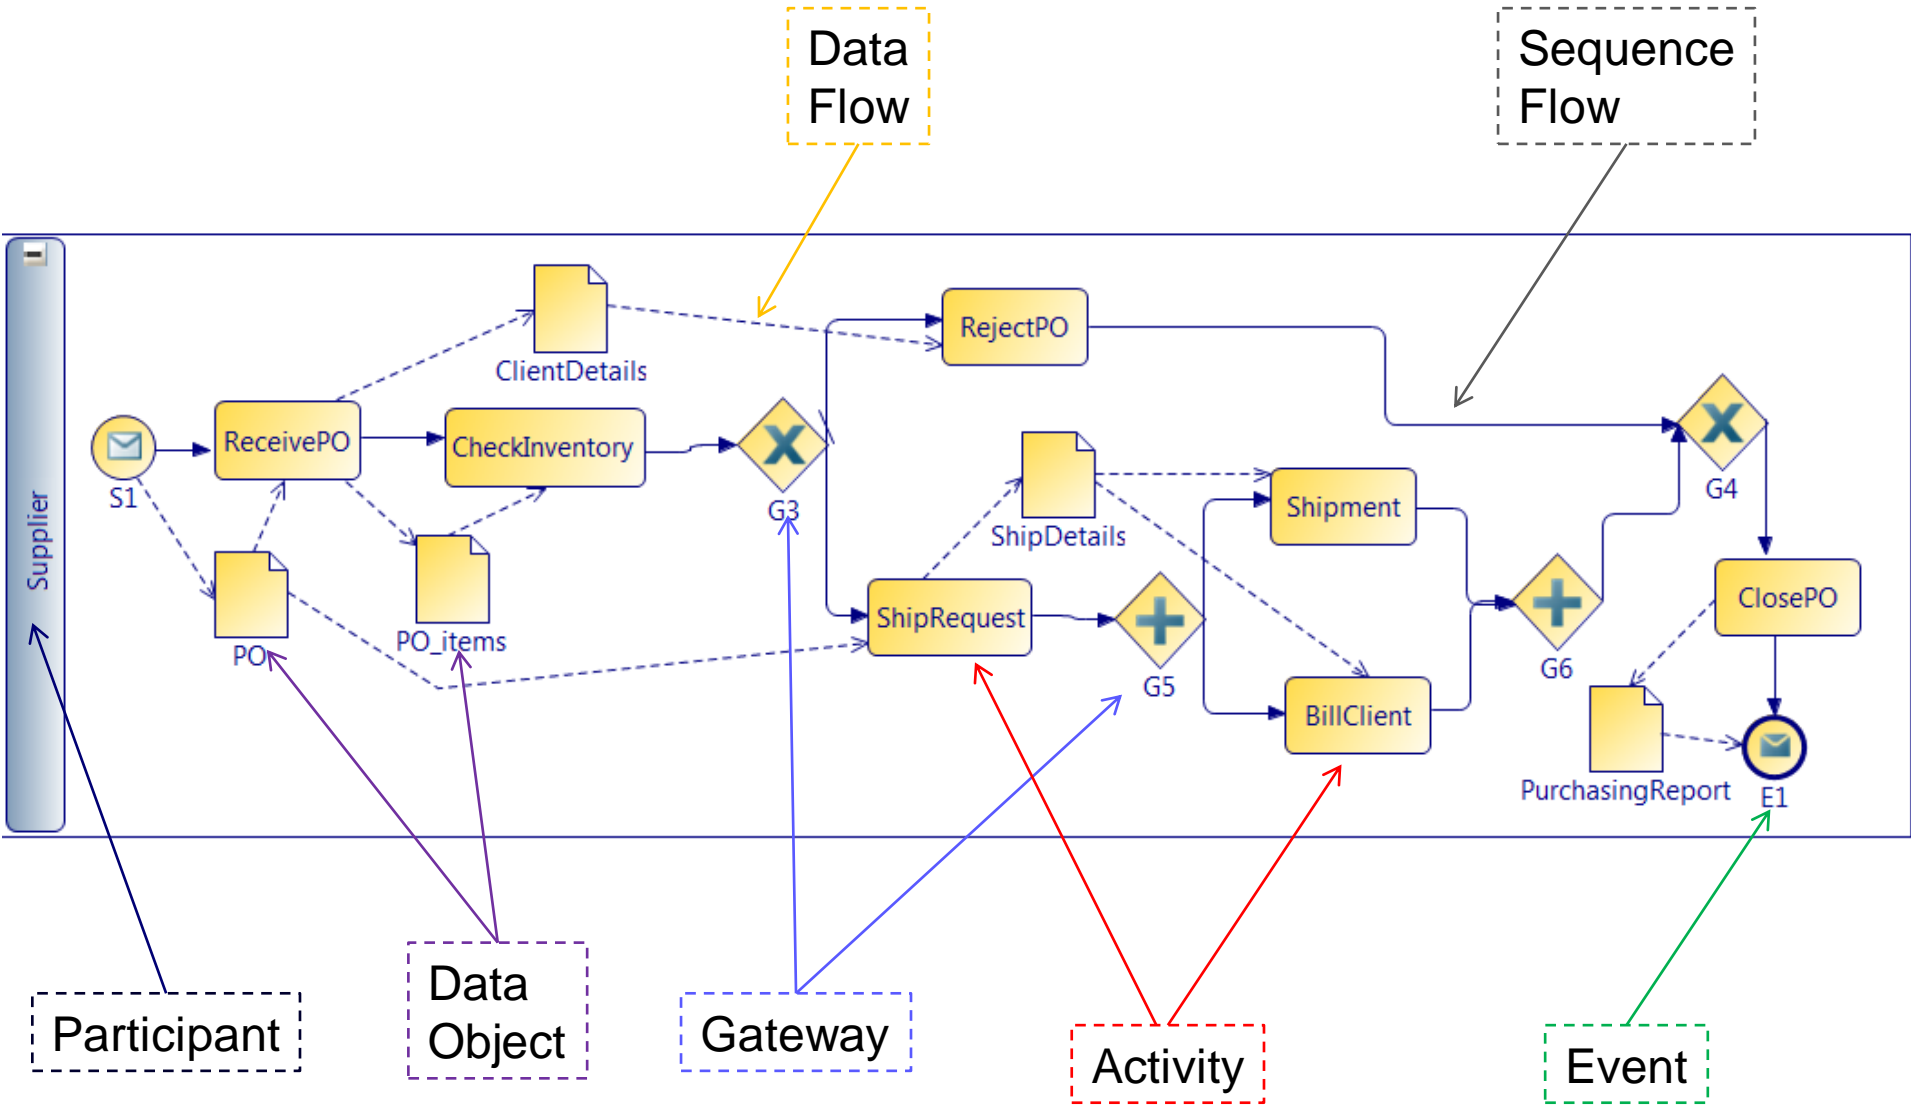 Data
Flow
Sequence
Flow
Supplier
ClientDetails
RejectPO
S1
ReceivePO
CheckInventory
G3
G4
ShipDetails
Shipment
PO
PO_items
ShipRequest
G5
G6
ClosePO
BillClient
PurchasingReport
E1
Participant
Data
Object
Gateway
Activity
Event